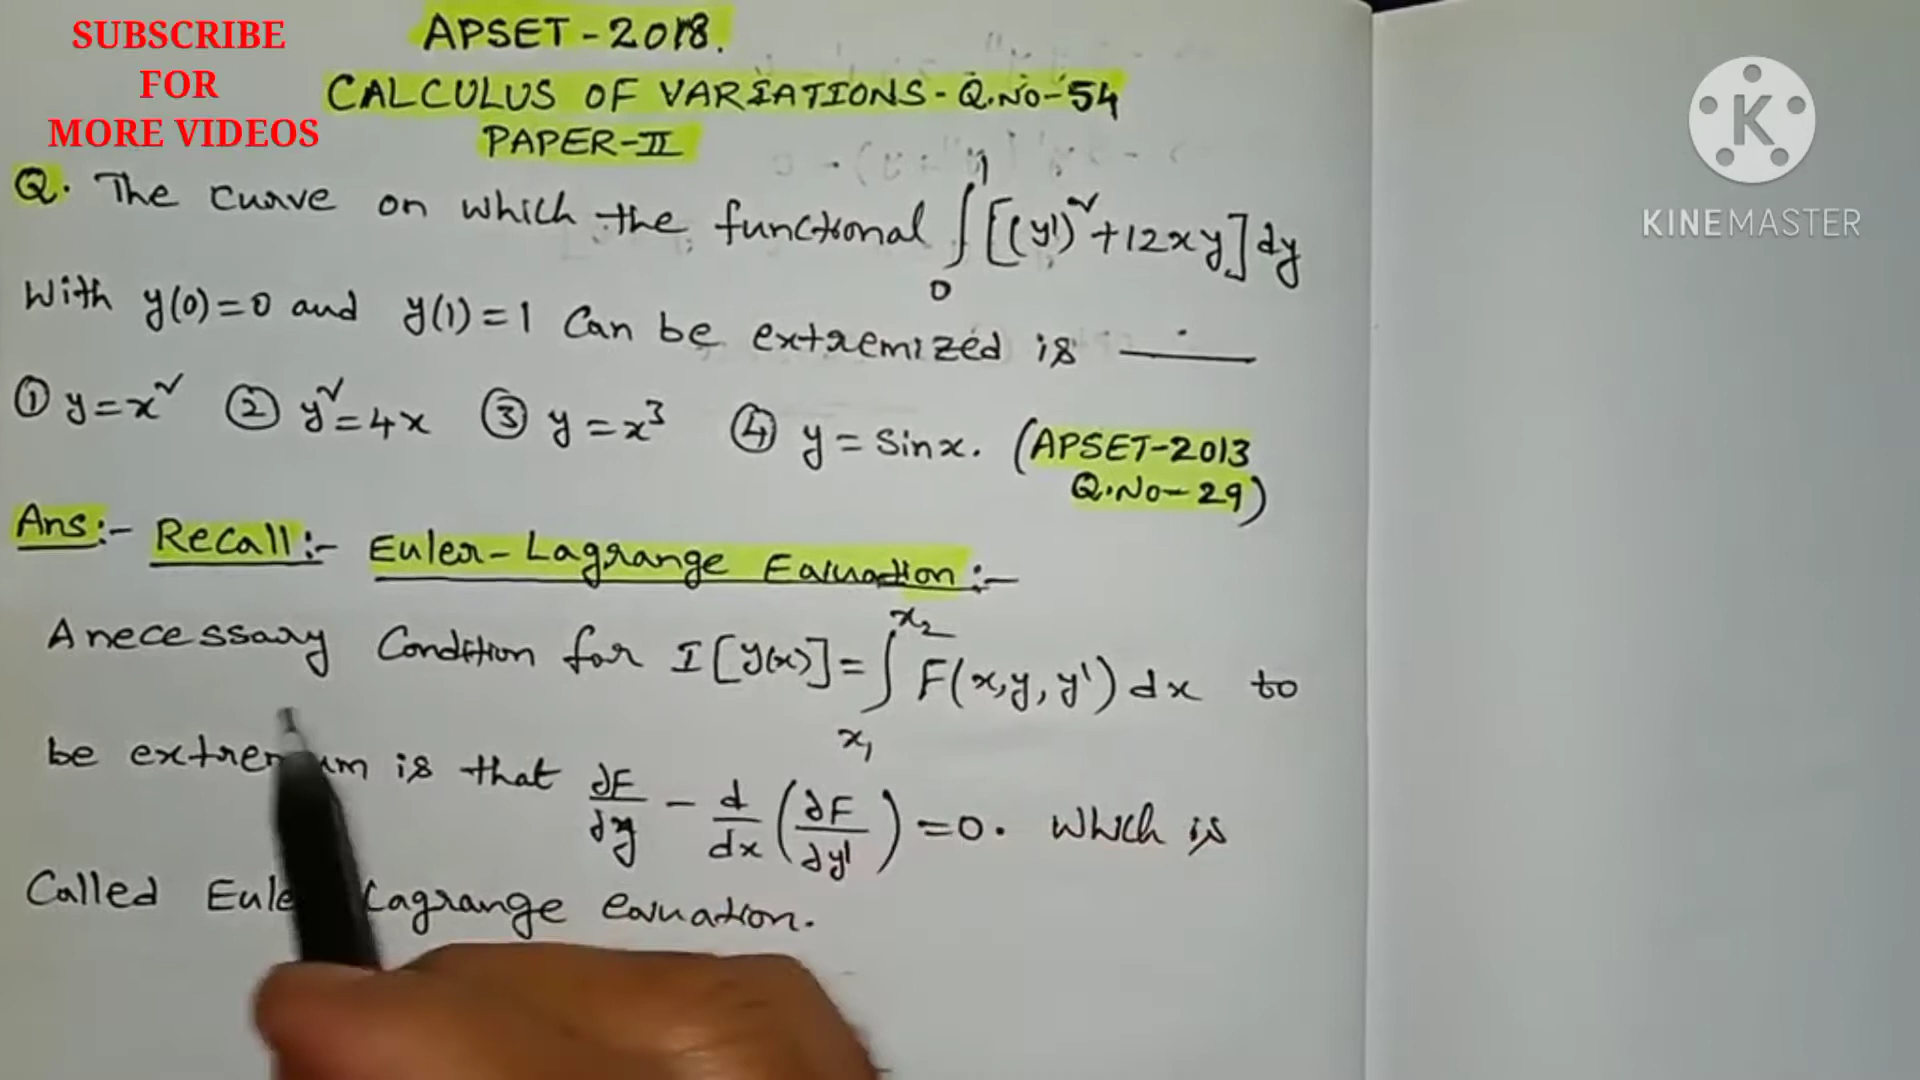 SUBSCRIBE
FOR
MORE VIDEOS
APSET-2018.
CALCULUS OF VARIATIONS-Q.NO-54
PAPER-II
Q. The curve on which the functional ∫₀¹ [(y')² + 12xy] dy
With y(0)=0 and y(1)=1 Can be extremized is ———
① y=x² ② y²=4x ③ y=x³ ④ y=Sinx. (APSET-2013
Q.NO-29)
Ans:- Recall:- Euler-Lagrange Equation:-
A necessary Condition for I[y(x)] = ∫ₓ₁ˣ² F(x,y,y') dx to
be extremum is that ∂F/∂y - d/dx (∂F/∂y') = 0. Which is
Called Euler Lagrange equation.
K
KINEMASTER